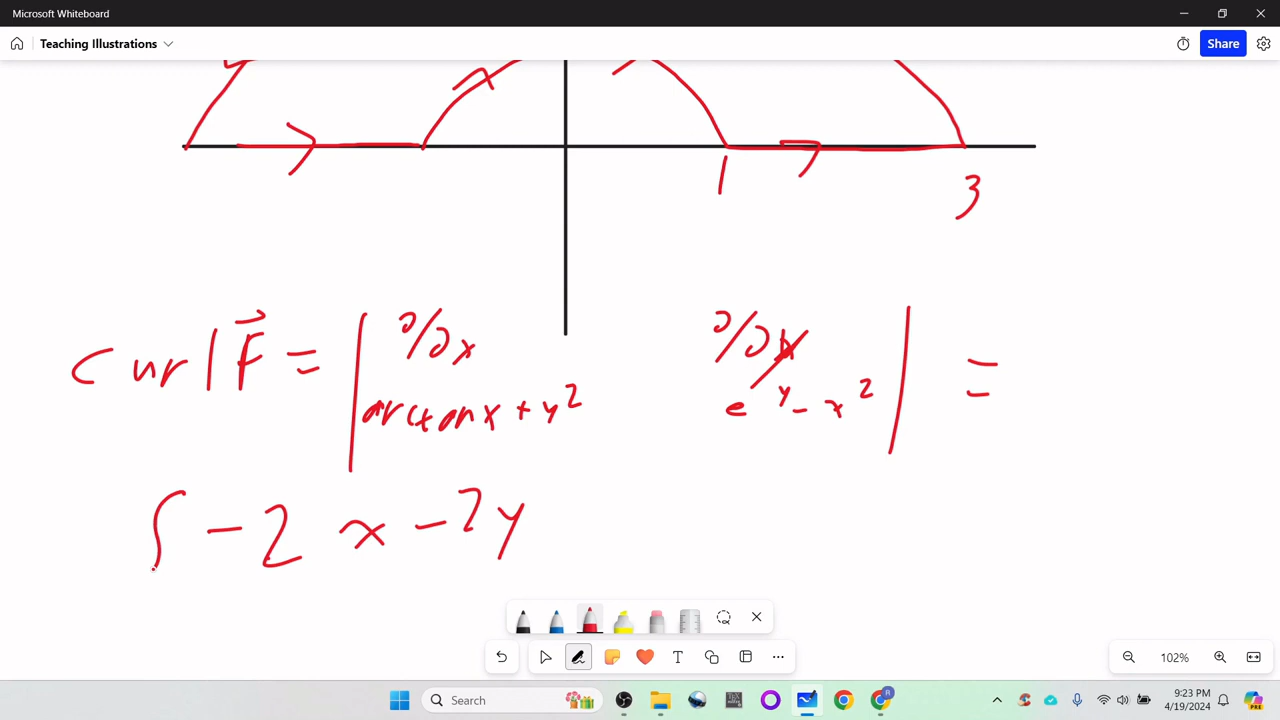 Microsoft Whiteboard
Teaching Illustrations
Share
1
3
curl F⃗ = | ∂/∂x ∂/∂ | =
arctan x + y² e^y - x²
∫ -2x - 2y
T
102%
Search
9:23 PM
4/19/2024